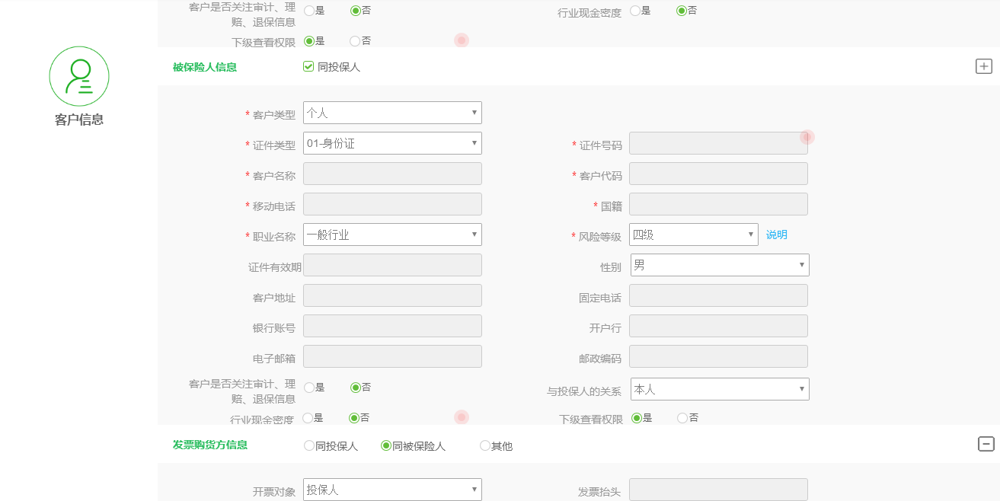 客户是否关注审计、理
赔、退保信息
是
否
行业现金密度
是
否
下级查看权限
是
否
被保险人信息
同投保人
客户信息
* 客户类型
个人
* 证件类型
01-身份证
* 证件号码
* 客户名称
* 客户代码
* 移动电话
* 国籍
* 职业名称
一般行业
* 风险等级
四级
说明
证件有效期
性别
男
客户地址
固定电话
银行账号
开户行
电子邮箱
邮政编码
客户是否关注审计、理
赔、退保信息
是
否
与投保人的关系
本人
行业现金密度
是
否
下级查看权限
是
否
发票购货方信息
同投保人
同被保险人
其他
开票对象
投保人
发票抬头